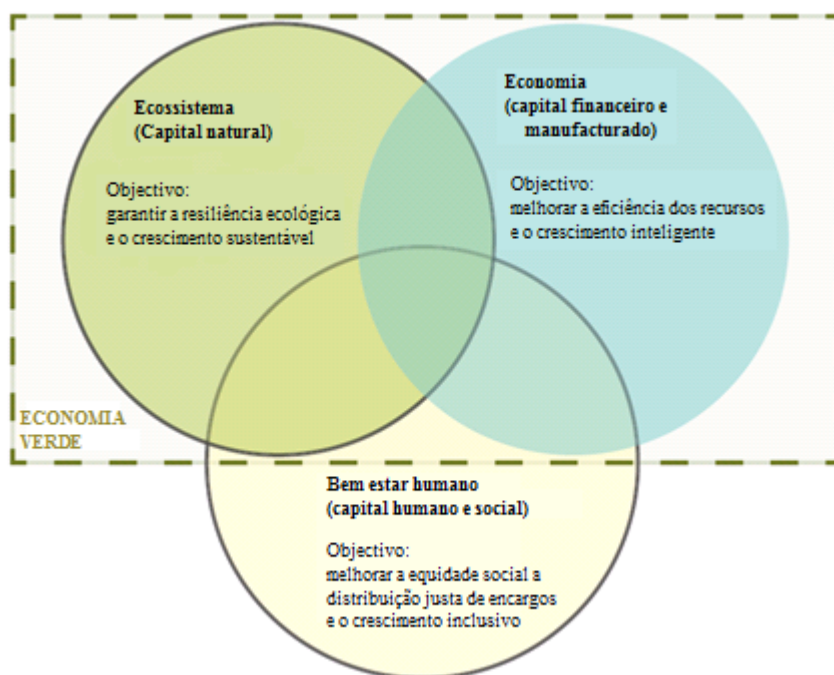 Ecossistema
(Capital natural)
Objectivo:
garantir a resiliência ecológica
e o crescimento sustentável
Economia
(capital financeiro e
manufacturado)
Objectivo:
melhorar a eficiência dos recursos
e o crescimento inteligente
ECONOMIA
VERDE
Bem estar humano
(capital humano e social)
Objectivo:
melhorar a equidade social a
distribuição justa de encargos
e o crescimento inclusivo